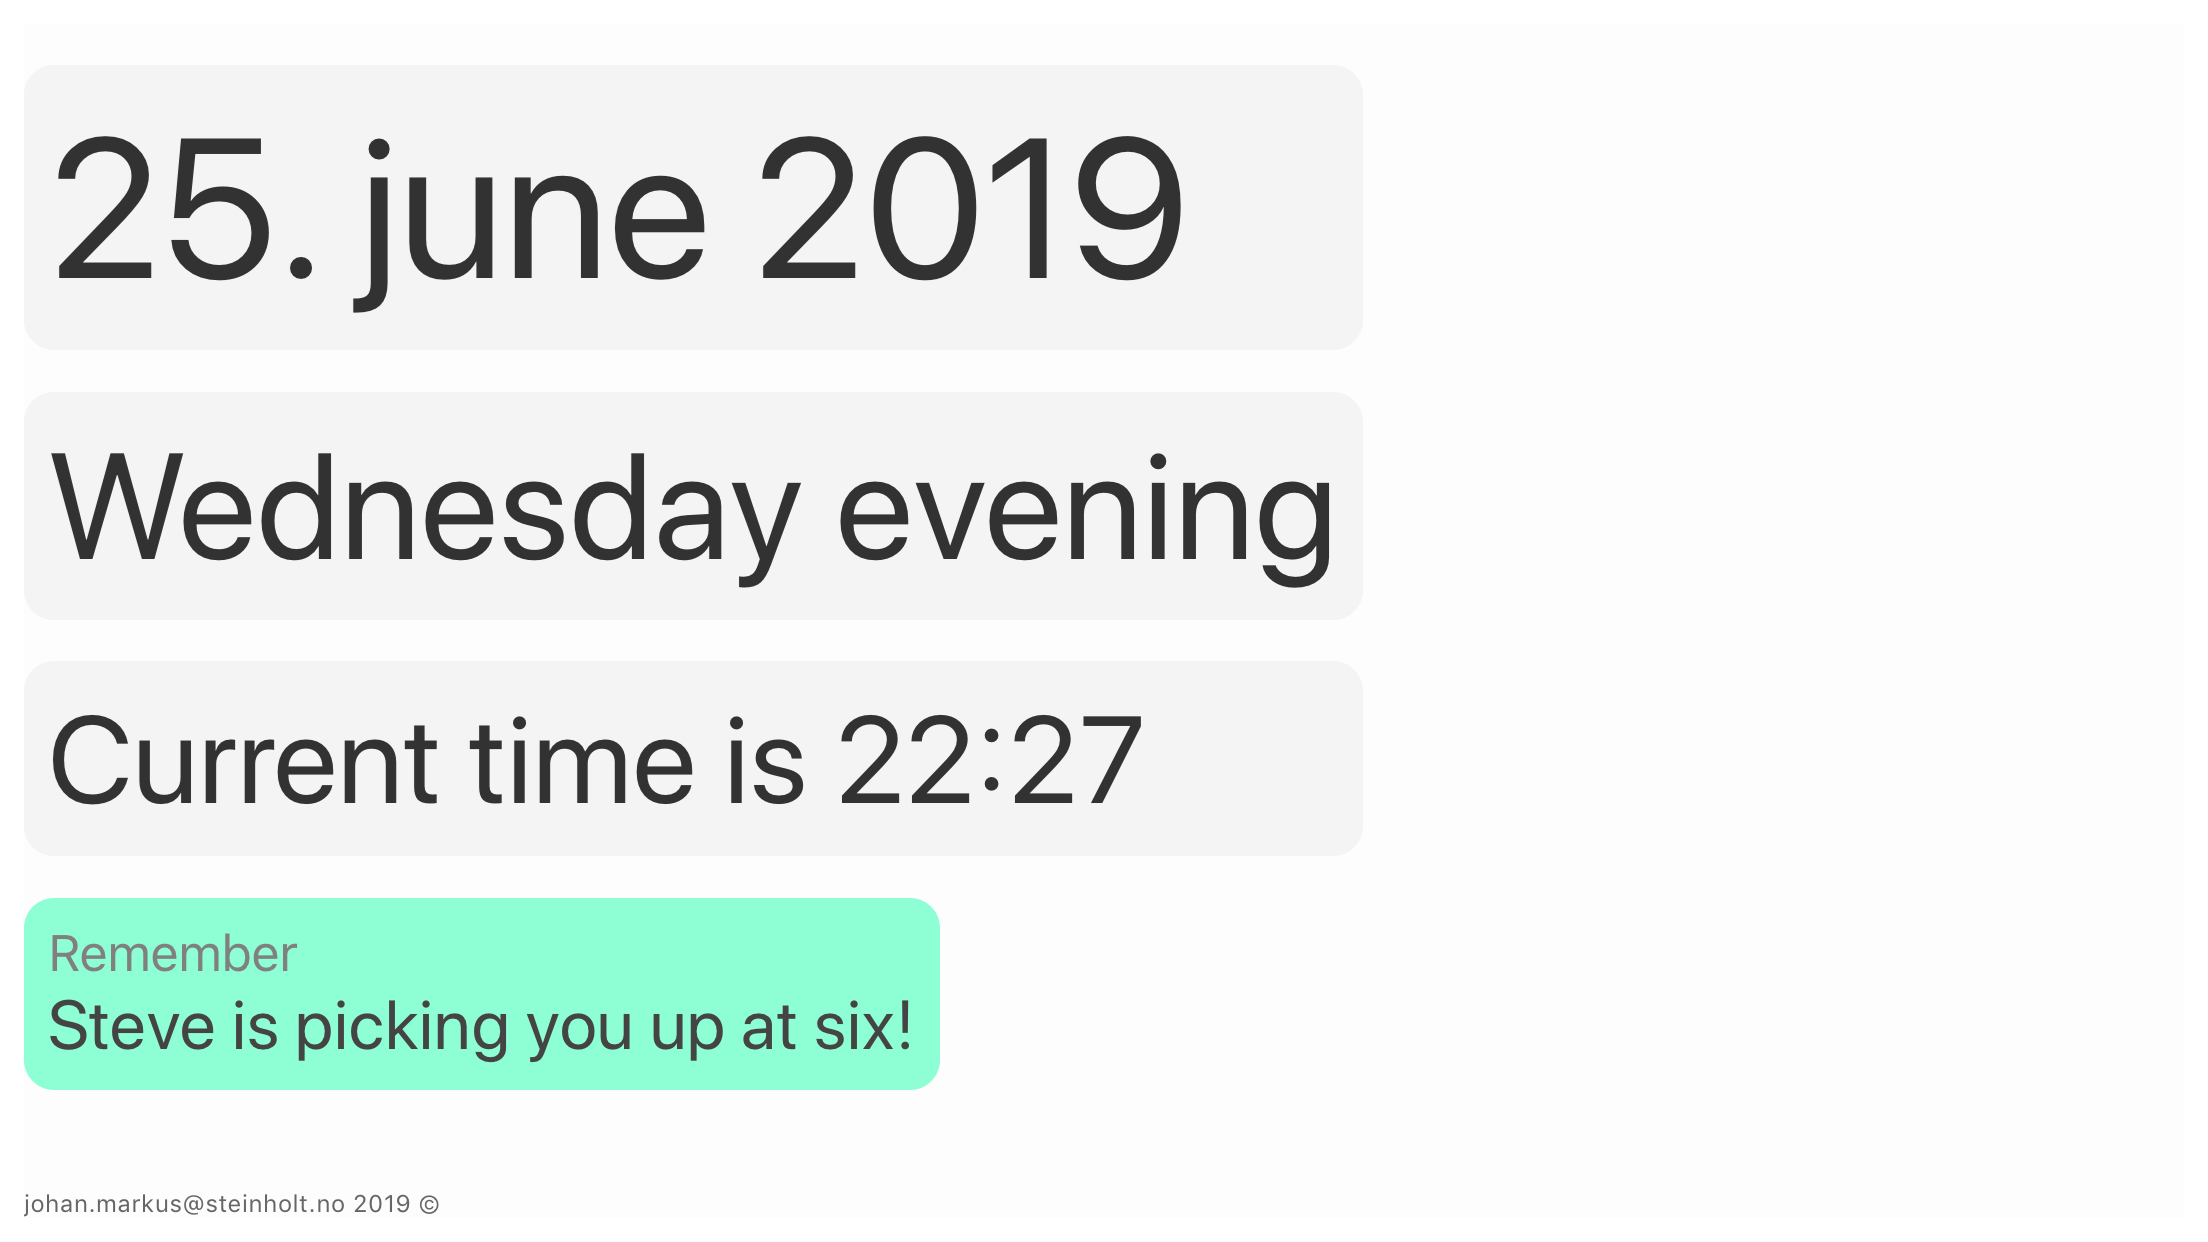 25. june 2019
Wednesday evening
Current time is 22:27
Remember
Steve is picking you up at six!
johan.markus@steinholt.no 2019 ©